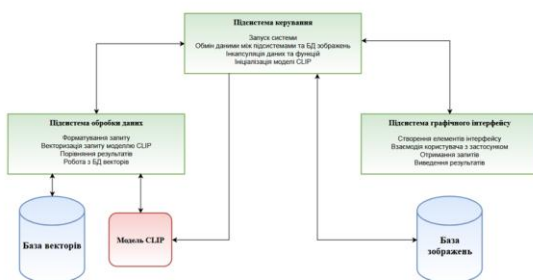 Підсистема керування
Запуск системи
Обмін даними між підсистемами та БД зображень
Інкапсуляція даних та функцій
Ініціалізація моделі CLIP
Підсистема обробки даних
Форматування запиту
Векторизація запиту моделлю CLIP
Порівняння результатів
Робота з БД векторів
Підсистема графічного інтерфейсу
Створення елементів інтерфейсу
Взаємодія користувача з застосунком
Отримання запитів
Виведення результатів
База векторів
Модель CLIP
База
зображень